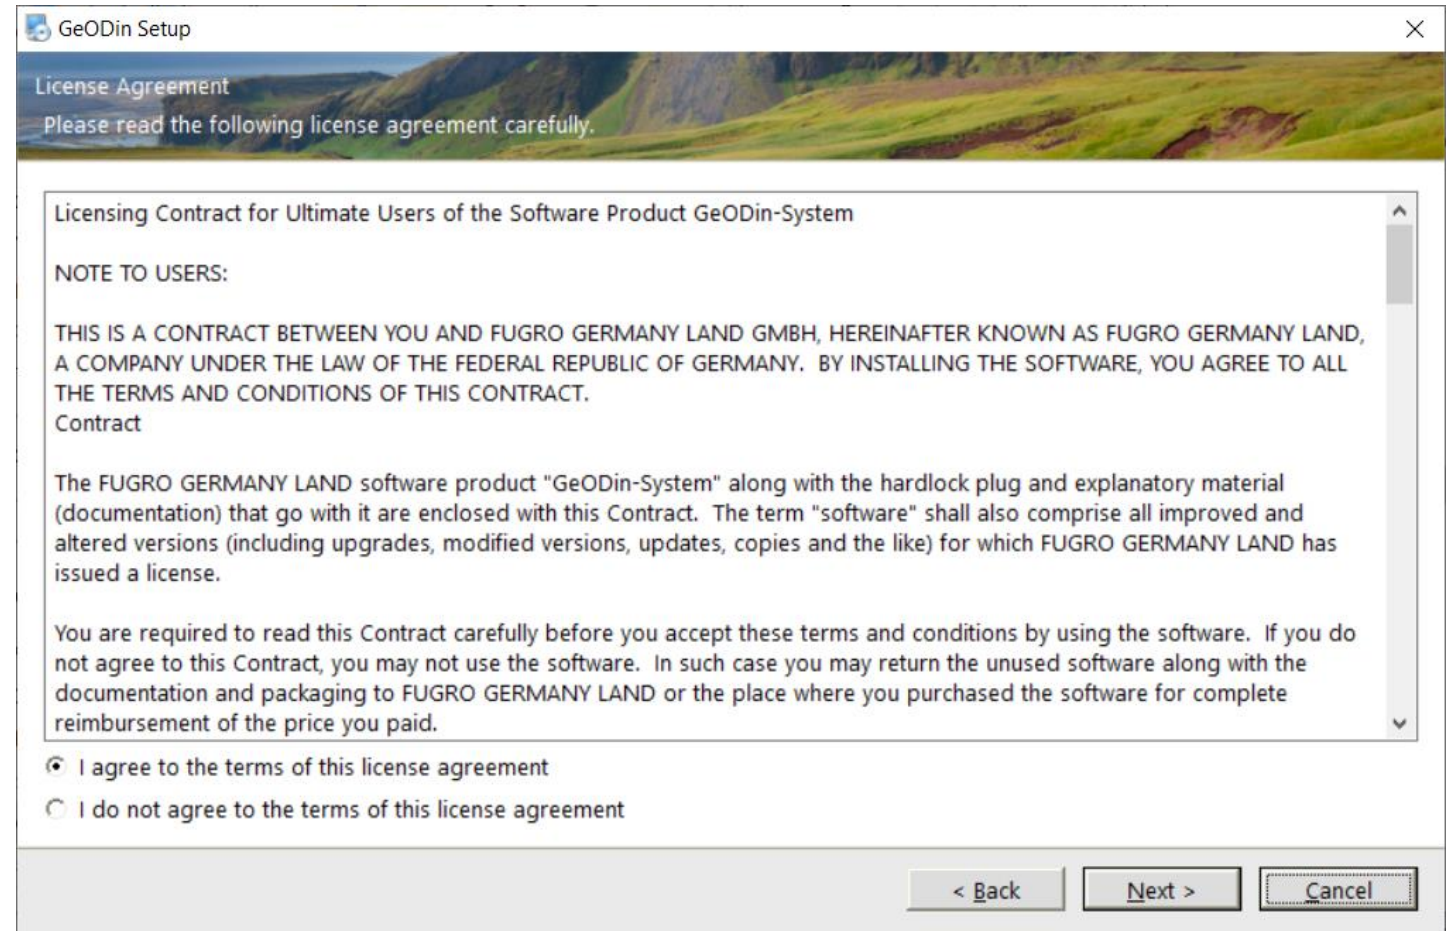 GeODin Setup
License Agreement
Please read the following license agreement carefully.
Licensing Contract for Ultimate Users of the Software Product GeODin-System
NOTE TO USERS:
THIS IS A CONTRACT BETWEEN YOU AND FUGRO GERMANY LAND GMBH, HEREINAFTER KNOWN AS FUGRO GERMANY LAND,
A COMPANY UNDER THE LAW OF THE FEDERAL REPUBLIC OF GERMANY.  BY INSTALLING THE SOFTWARE, YOU AGREE TO ALL
THE TERMS AND CONDITIONS OF THIS CONTRACT.
Contract
The FUGRO GERMANY LAND software product "GeODin-System" along with the hardlock plug and explanatory material
(documentation) that go with it are enclosed with this Contract.  The term "software" shall also comprise all improved and
altered versions (including upgrades, modified versions, updates, copies and the like) for which FUGRO GERMANY LAND has
issued a license.
You are required to read this Contract carefully before you accept these terms and conditions by using the software.  If you do
not agree to this Contract, you may not use the software.  In such case you may return the unused software along with the
documentation and packaging to FUGRO GERMANY LAND or the place where you purchased the software for complete
reimbursement of the price you paid.
I agree to the terms of this license agreement
I do not agree to the terms of this license agreement
< Back
Next >
Cancel